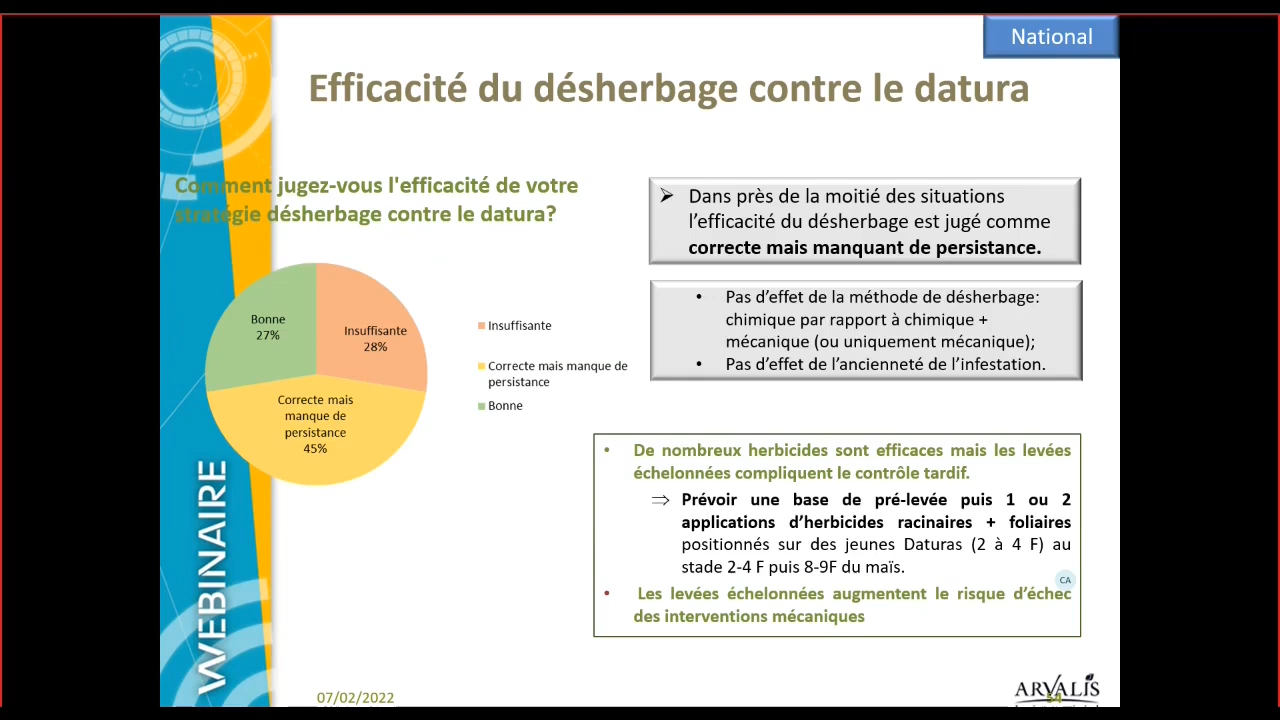 National
Efficacité du désherbage contre le datura
Comment jugez-vous l'efficacité de votre
stratégie désherbage contre le datura?
Bonne
27%
Insuffisante
28%
Correcte mais
manque de
persistance
45%
Insuffisante
Correcte mais manque de
persistance
Bonne
Dans près de la moitié des situations
l’efficacité du désherbage est jugé comme
correcte mais manquant de persistance.
• Pas d’effet de la méthode de désherbage:
chimique par rapport à chimique +
mécanique (ou uniquement mécanique);
• Pas d’effet de l’ancienneté de l’infestation.
• De nombreux herbicides sont efficaces mais les levées
échelonnées compliquent le contrôle tardif.
⇒ Prévoir une base de pré-levée puis 1 ou 2
applications d’herbicides racinaires + foliaires
positionnés sur des jeunes Daturas (2 à 4 F) au
stade 2-4 F puis 8-9F du maïs.
CA
• Les levées échelonnées augmentent le risque d’échec
des interventions mécaniques
WEBINAIRE
07/02/2022
ARVALIS